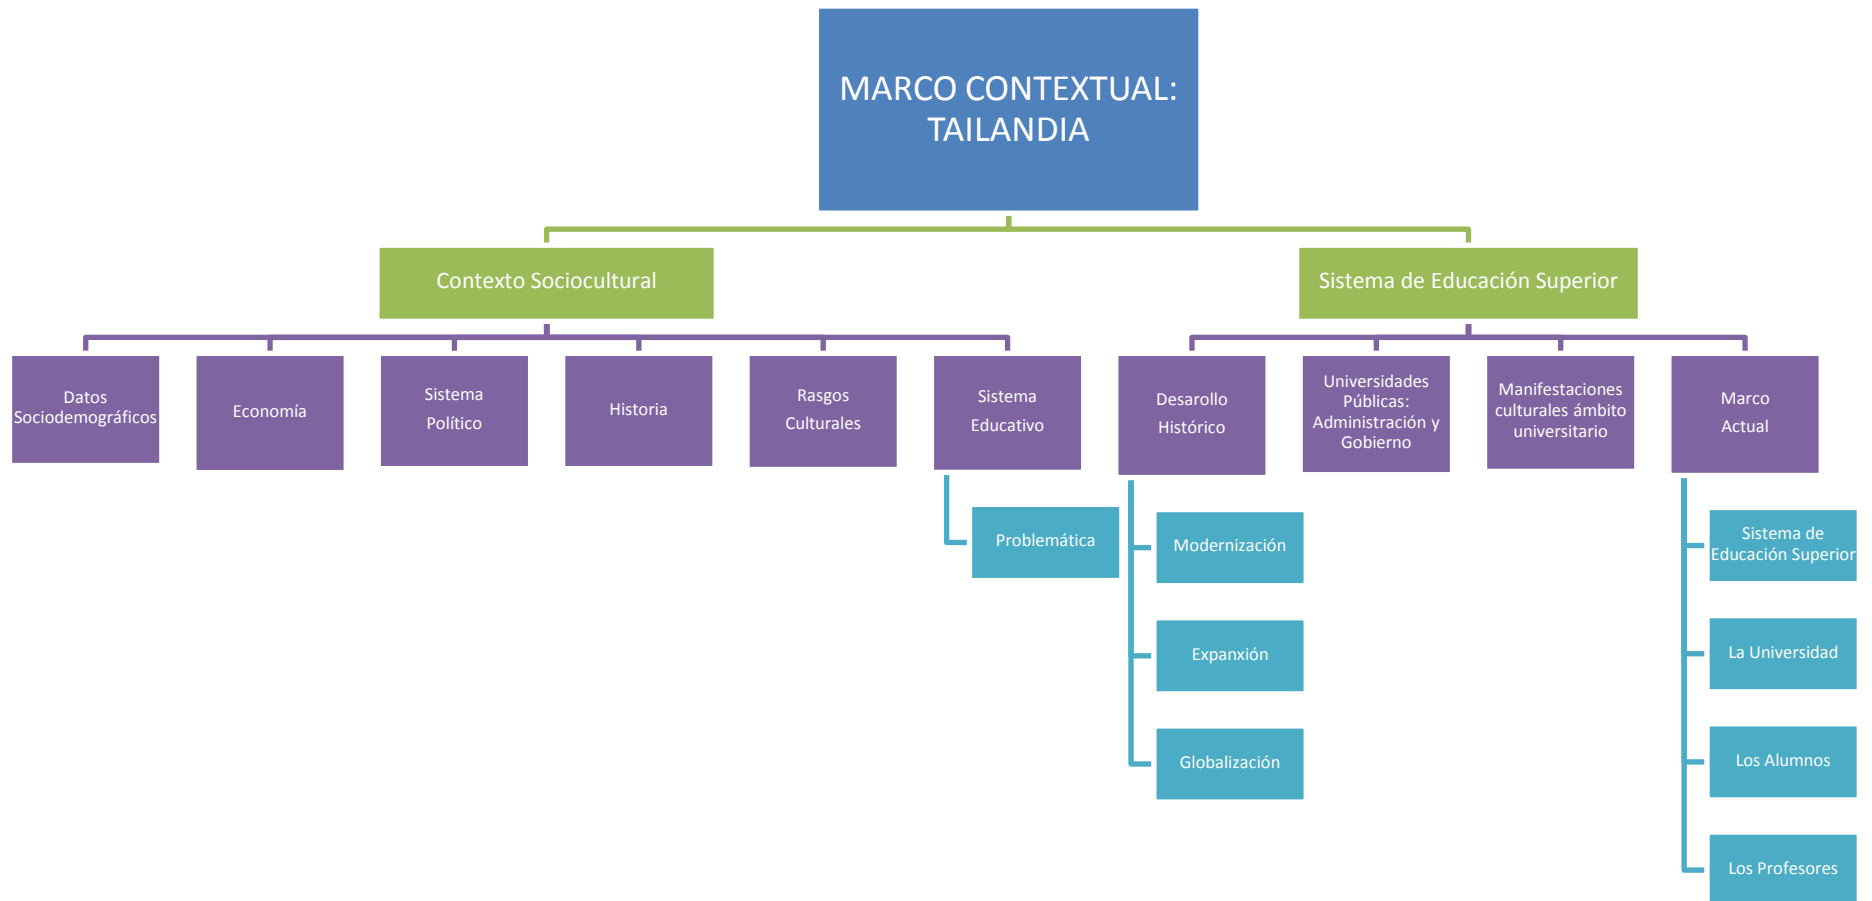 MARCO CONTEXTUAL:
TAILANDIA
Contexto Sociocultural
Sistema de Educación Superior
Datos
Sociodemográficos
Economía
Sistema
Político
Historia
Rasgos
Culturales
Sistema
Educativo
Desarollo
Histórico
Universidades
Públicas:
Administración y
Gobierno
Manifestaciones
culturales ámbito
universitario
Marco
Actual
Problemática
Modernización
Expanxión
Globalización
Sistema de
Educación Superior
La Universidad
Los Alumnos
Los Profesores